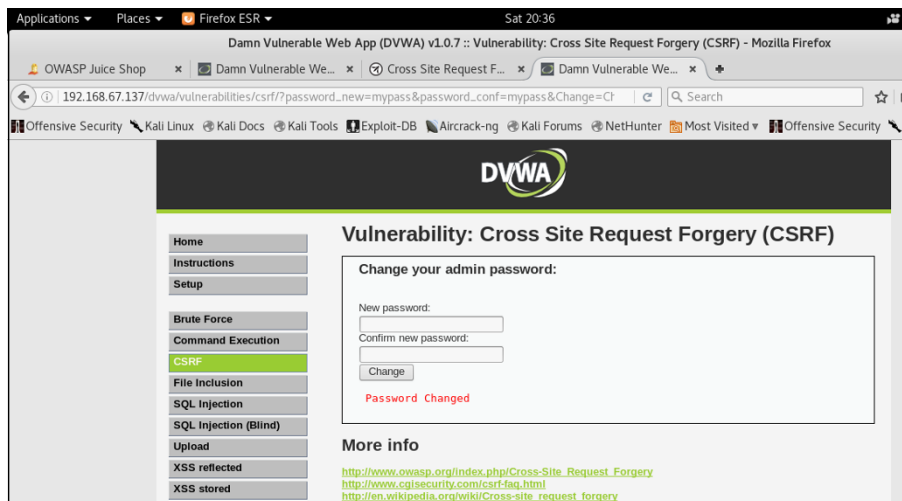 Applications Places Firefox ESR Sat 20:36
Damn Vulnerable Web App (DVWA) v1.0.7 :: Vulnerability: Cross Site Request Forgery (CSRF) - Mozilla Firefox
OWASP Juice Shop × Damn Vulnerable We... × Cross Site Request F... × Damn Vulnerable We... ×
192.168.67.137/dvwa/vulnerabilities/csrf/?password_new=mypass&password_conf=mypass&Change=Ch Search
Offensive Security Kali Linux Kali Docs Kali Tools Exploit-DB Aircrack-ng Kali Forums NetHunter Most Visited Offensive Security
DVWA
Vulnerability: Cross Site Request Forgery (CSRF)
Home
Instructions
Setup
Brute Force
Command Execution
CSRF
File Inclusion
SQL Injection
SQL Injection (Blind)
Upload
XSS reflected
XSS stored
Change your admin password:
New password:
Confirm new password:
Change
Password Changed
More info
http://www.owasp.org/index.php/Cross-Site_Request_Forgery
http://www.cgisecurity.com/csrf-faq.html
http://en.wikipedia.org/wiki/Cross-site_request_forgery